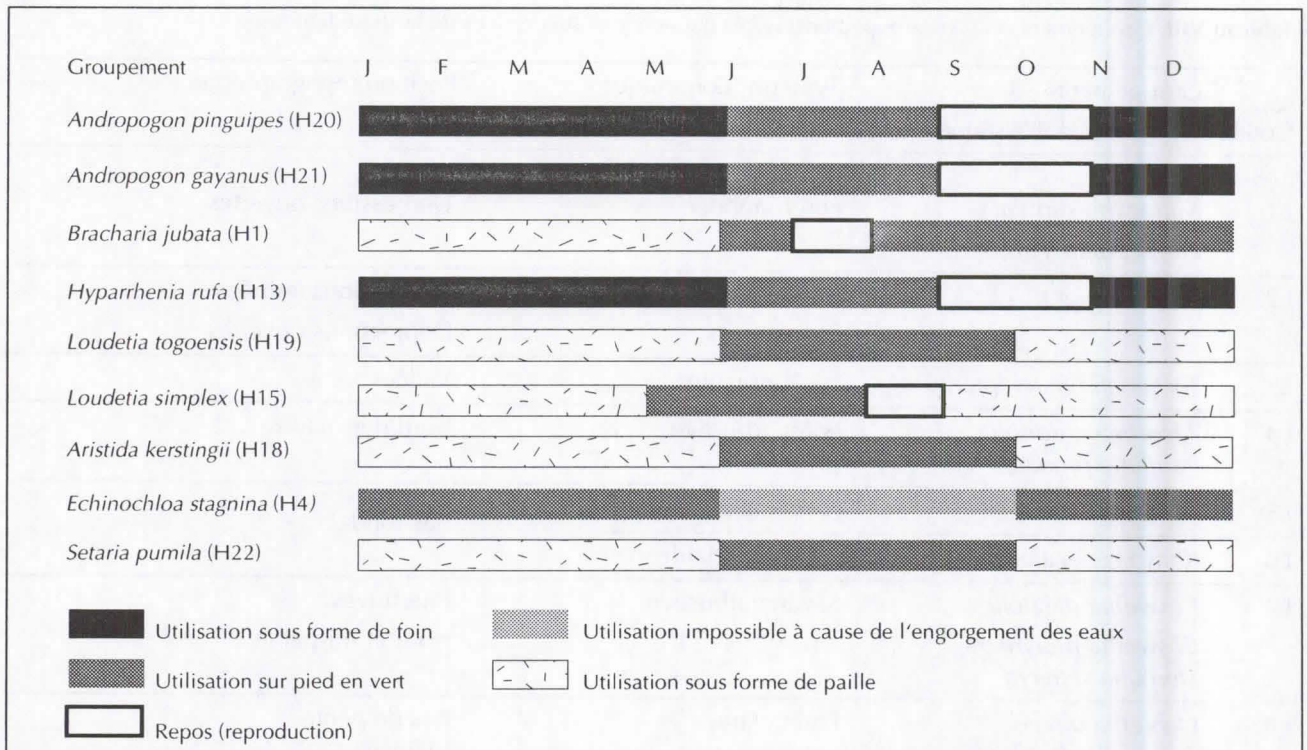 Groupement J F M A M J J A S O N D
Andropogon pinguipes (H20)
Andropogon gayanus (H21)
Bracharia jubata (H1)
Hyparrhenia rufa (H13)
Loudetia togoensis (H19)
Loudetia simplex (H15)
Aristida kerstingii (H18)
Echinochloa stagnina (H4)
Setaria pumila (H22)
Utilisation sous forme de foin
Utilisation impossible à cause de l'engorgement des eaux
Utilisation sur pied en vert
Utilisation sous forme de paille
Repos (reproduction)